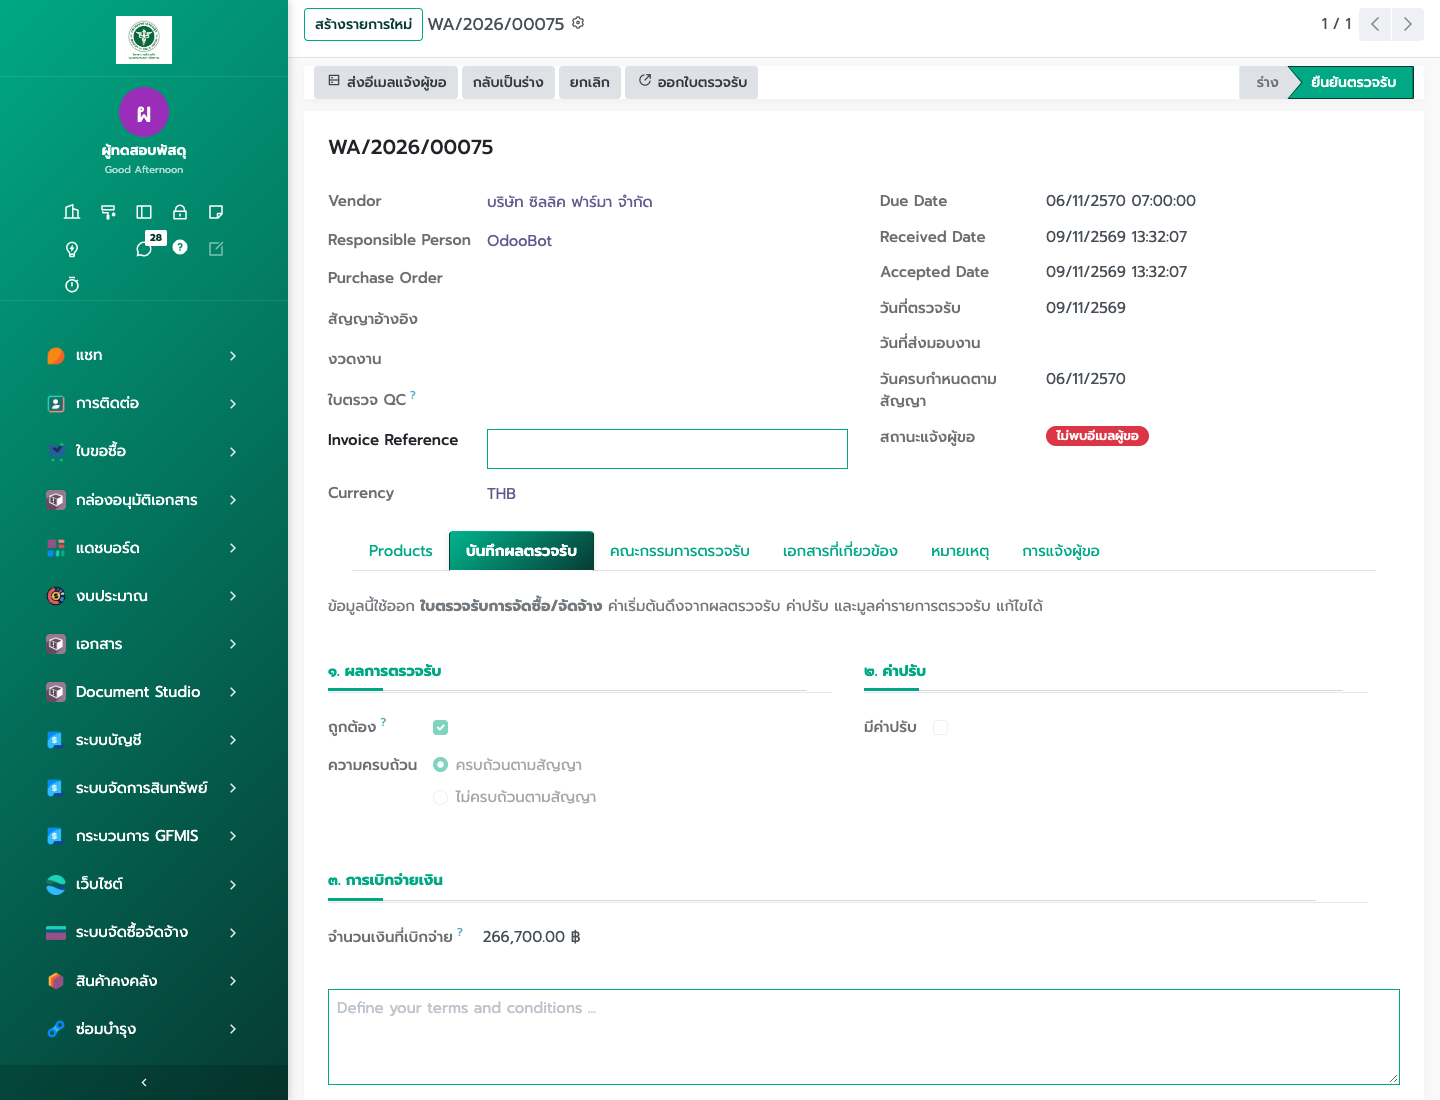 สร้างรายการใหม่ WA/2026/00075
1 / 1
ส่งอีเมลแจ้งผู้ขอ กลับเป็นร่าง ยกเลิก ออกใบตรวจรับ
ร่าง ยืนยันตรวจรับ
ผ
ผู้ทดสอบพัสดุ
Good Afternoon
28
?
แชท
การติดต่อ
ใบขอซื้อ
กล่องอนุมัติเอกสาร
แดชบอร์ด
งบประมาณ
เอกสาร
Document Studio
ระบบบัญชี
ระบบจัดการสินทรัพย์
กระบวนการ GFMIS
เว็บไซต์
ระบบจัดซื้อจัดจ้าง
สินค้าคงคลัง
ซ่อมบำรุง
WA/2026/00075
Vendor บริษัท ซิลลิค ฟาร์มา จำกัด
Responsible Person OdooBot
Purchase Order
สัญญาอ้างอิง
งวดงาน
ใบตรวจ QC ?
Invoice Reference
Currency THB
Due Date 06/11/2570 07:00:00
Received Date 09/11/2569 13:32:07
Accepted Date 09/11/2569 13:32:07
วันที่ตรวจรับ 09/11/2569
วันที่ส่งมอบงาน
วันครบกำหนดตาม 06/11/2570
สัญญา
สถานะแจ้งผู้ขอ ไม่พบอีเมลผู้ขอ
Products บันทึกผลตรวจรับ คณะกรรมการตรวจรับ เอกสารที่เกี่ยวข้อง หมายเหตุ การแจ้งผู้ขอ
ข้อมูลนี้ใช้ออก ใบตรวจรับการจัดซื้อ/จัดจ้าง ค่าเริ่มต้นดึงจากผลตรวจรับ ค่าปรับ และมูลค่ารายการตรวจรับ แก้ไขได้
๑. ผลการตรวจรับ
ถูกต้อง ?
ความครบถ้วน ครบถ้วนตามสัญญา
ไม่ครบถ้วนตามสัญญา
๒. ค่าปรับ
มีค่าปรับ
๓. การเบิกจ่ายเงิน
จำนวนเงินที่เบิกจ่าย ? 266,700.00 ฿
Define your terms and conditions ...